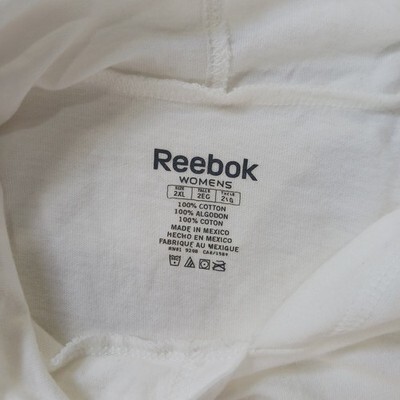 Reebok
WOMENS
SIZE TALLA TAILLE
2XL 2EG
100% COTTON
100% ALGODON
100% COTON
MADE IN MEXICO
HECHO EN MEXICO
FABRIQUE AU MEXIQUE